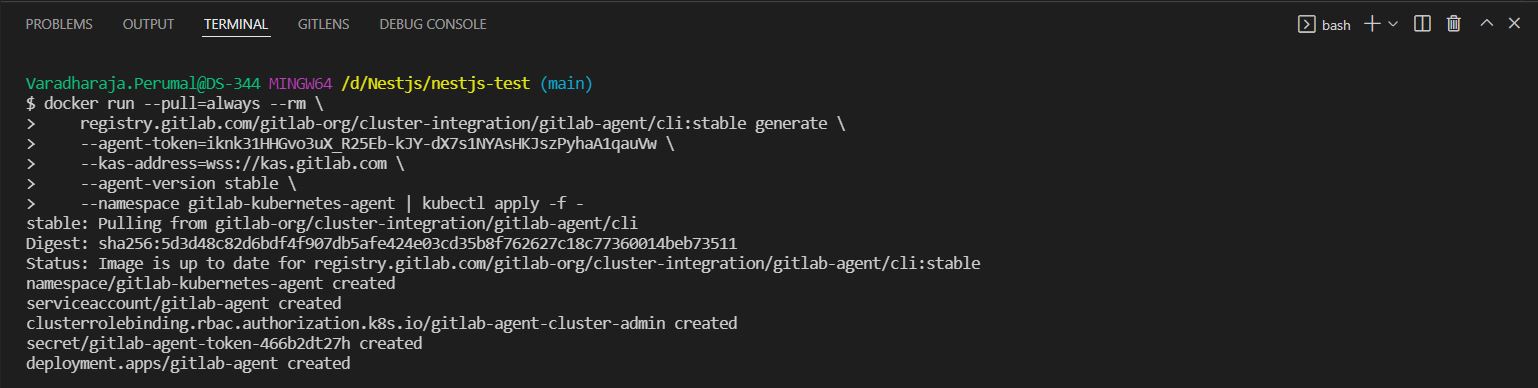 PROBLEMS OUTPUT TERMINAL GITLENS DEBUG CONSOLE bash
Varadharaja.Perumal@DS-344 MINGW64 /d/Nestjs/nestjs-test (main)
$ docker run --pull=always --rm \
> registry.gitlab.com/gitlab-org/cluster-integration/gitlab-agent/cli:stable generate \
> --agent-token=iknk31HHGvo3uX_R25Eb-kJY-dX7s1NYAsHKJszPyhaA1qauVw \
> --kas-address=wss://kas.gitlab.com \
> --agent-version stable \
> --namespace gitlab-kubernetes-agent | kubectl apply -f -
stable: Pulling from gitlab-org/cluster-integration/gitlab-agent/cli
Digest: sha256:5d3d48c82d6bdf4f907db5afe424e03cd35b8f762627c18c77360014beb73511
Status: Image is up to date for registry.gitlab.com/gitlab-org/cluster-integration/gitlab-agent/cli:stable
namespace/gitlab-kubernetes-agent created
serviceaccount/gitlab-agent created
clusterrolebinding.rbac.authorization.k8s.io/gitlab-agent-cluster-admin created
secret/gitlab-agent-token-466b2dt27h created
deployment.apps/gitlab-agent created